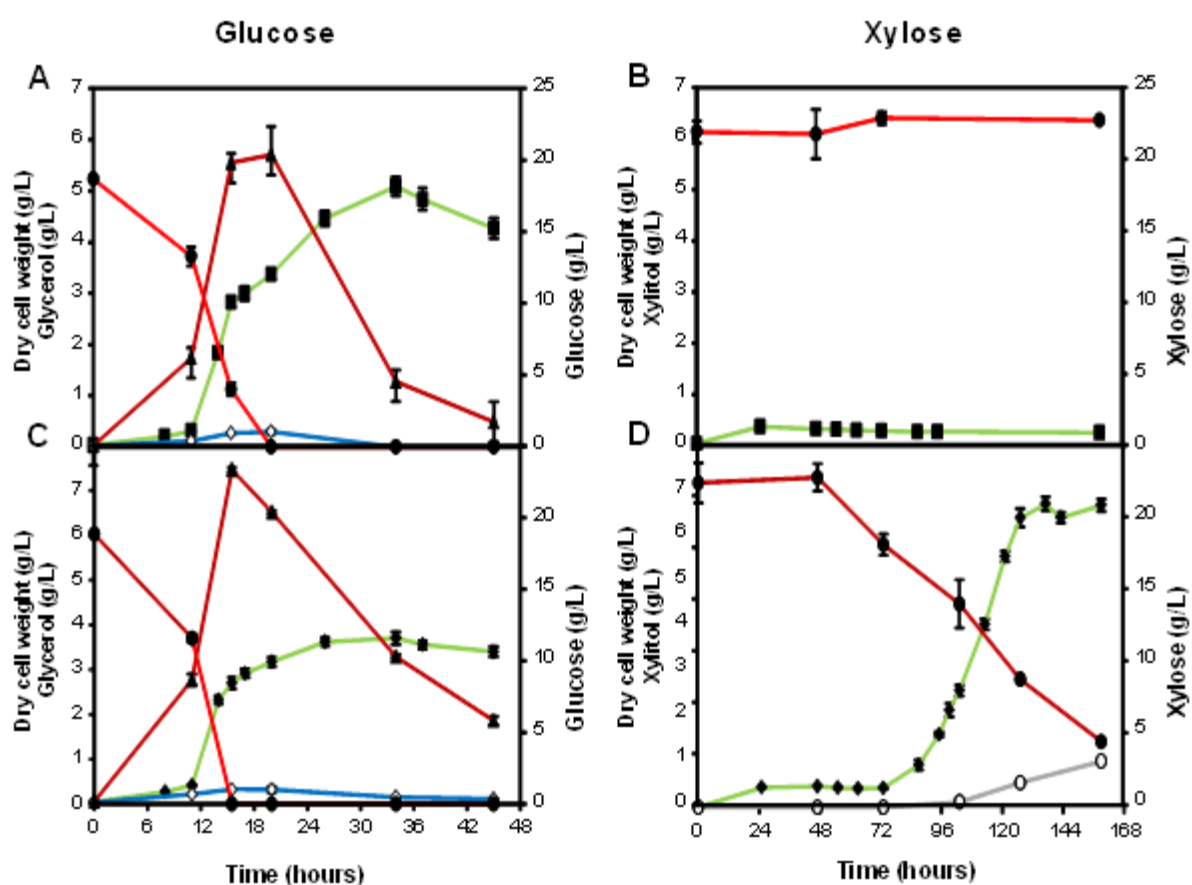 Glucose
Xylose
A
7
6
5
4
3
2
1
0
Dry cell weight (g/L)
Glycerol (g/L)
25
20
15
10
5
0
Glucose (g/L)
B
7
6
5
4
3
2
1
0
Dry cell weight (g/L)
Xylitol (g/L)
25
20
15
10
5
0
Xylose (g/L)
C
7
6
5
4
3
2
1
0
Dry cell weight (g/L)
Glycerol (g/L)
20
15
10
5
0
Glucose (g/L)
0 6 12 18 24 30 36 42 48
Time (hours)
D
7
6
5
4
3
2
1
0
Dry cell weight (g/L)
Xylitol (g/L)
20
15
10
5
0
Xylose (g/L)
0 24 48 72 96 120 144 168
Time (hours)